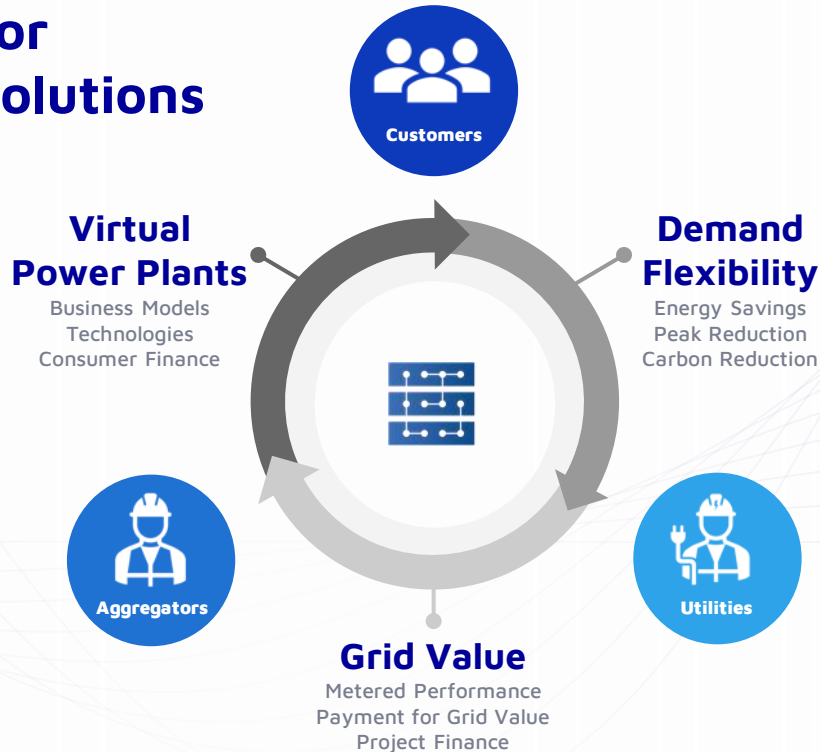 or
olutions
Customers
Virtual
Power Plants
Business Models
Technologies
Consumer Finance
Demand
Flexibility
Energy Savings
Peak Reduction
Carbon Reduction
Aggregators
Utilities
Grid Value
Metered Performance
Payment for Grid Value
Project Finance